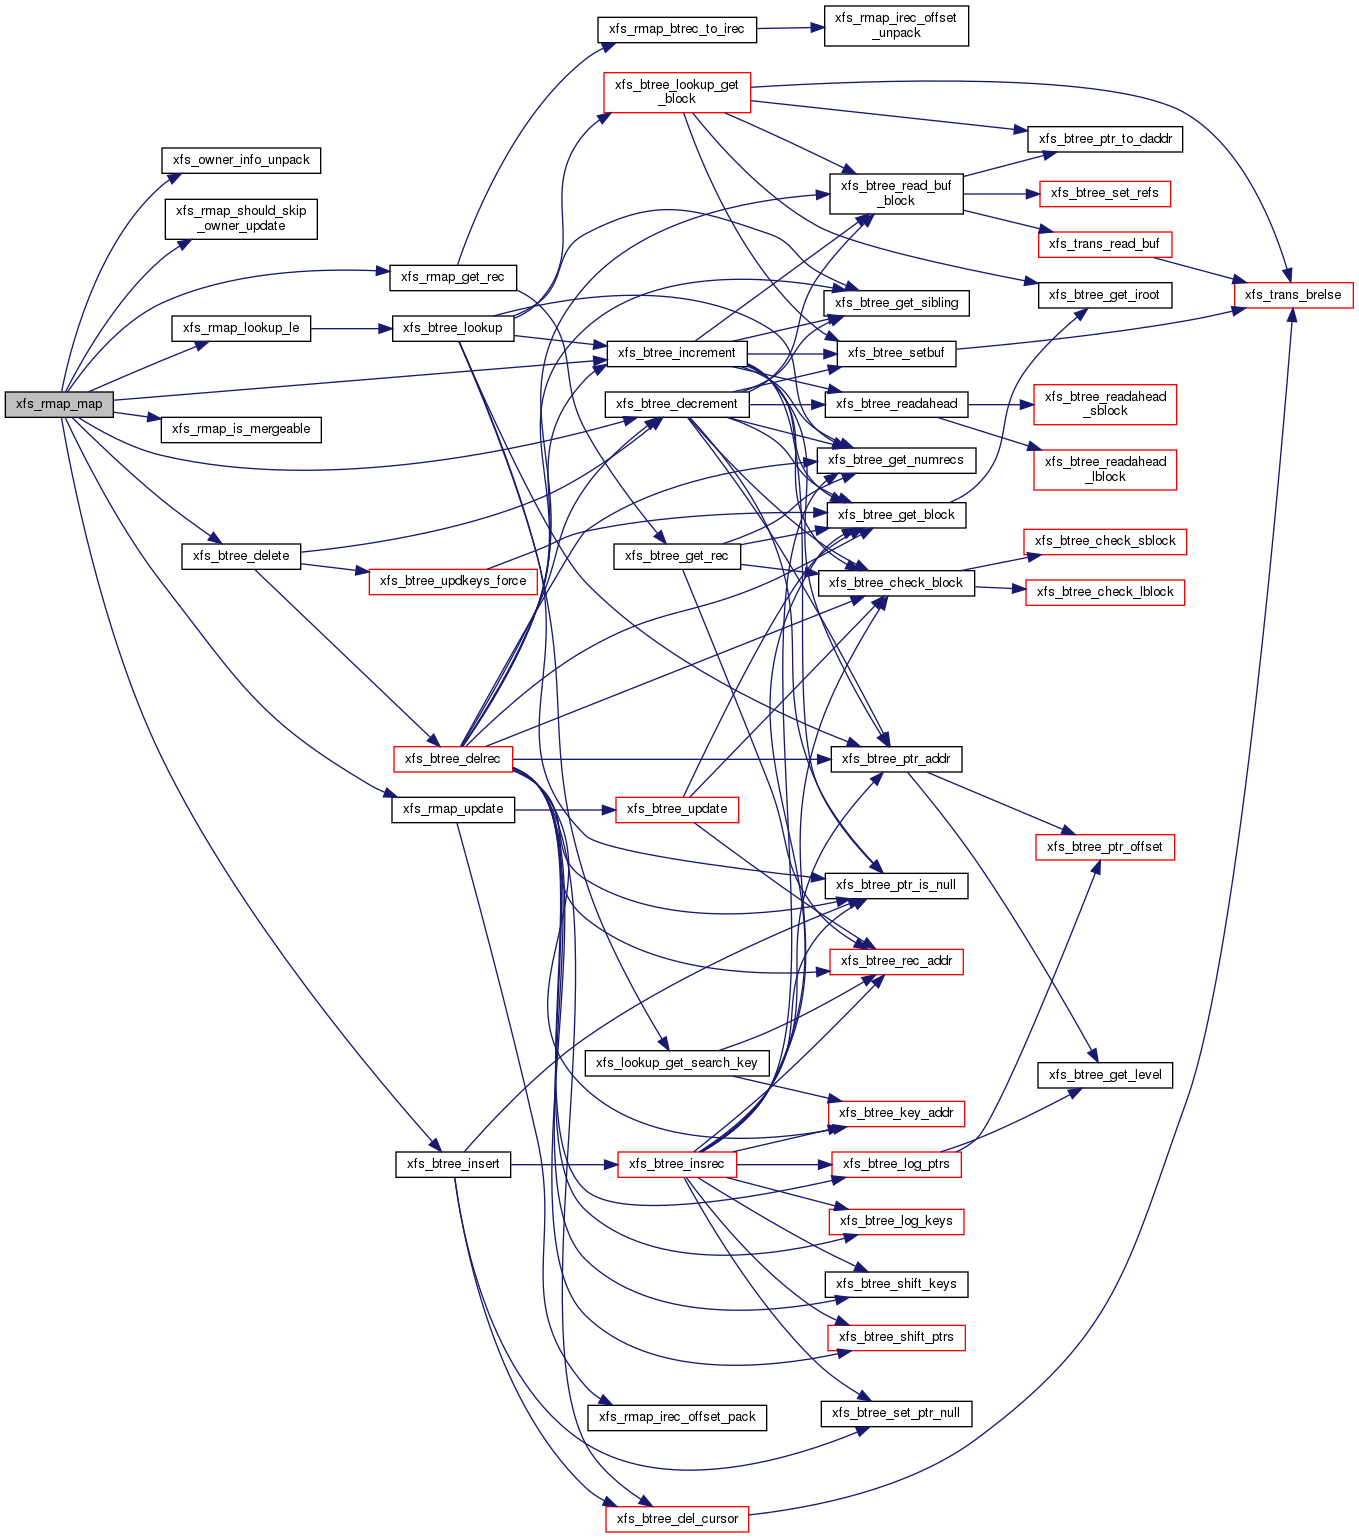 xfs_rmap_map
xfs_owner_info_unpack
xfs_rmap_should_skip
_owner_update
xfs_rmap_get_rec
xfs_rmap_lookup_le
xfs_rmap_is_mergeable
xfs_btree_delete
xfs_btree_updkeys_force
xfs_btree_lookup
xfs_btree_delrec
xfs_rmap_update
xfs_btree_insert
xfs_rmap_btrec_to_irec
xfs_btree_lookup_get
_block
xfs_btree_increment
xfs_btree_decrement
xfs_btree_get_rec
xfs_btree_update
xfs_lookup_get_search_key
xfs_btree_insrec
xfs_rmap_irec_offset_pack
xfs_btree_del_cursor
xfs_rmap_irec_offset
_unpack
xfs_btree_read_buf
_block
xfs_btree_get_sibling
xfs_btree_setbuf
xfs_btree_readahead
xfs_btree_get_numrecs
xfs_btree_get_block
xfs_btree_check_block
xfs_btree_ptr_addr
xfs_btree_ptr_is_null
xfs_btree_rec_addr
xfs_btree_key_addr
xfs_btree_log_ptrs
xfs_btree_log_keys
xfs_btree_shift_keys
xfs_btree_shift_ptrs
xfs_btree_set_ptr_null
xfs_btree_ptr_to_daddr
xfs_btree_set_refs
xfs_trans_read_buf
xfs_btree_get_iroot
xfs_btree_readahead
_sblock
xfs_btree_readahead
_lblock
xfs_btree_check_sblock
xfs_btree_check_lblock
xfs_btree_ptr_offset
xfs_btree_get_level
xfs_trans_brelse